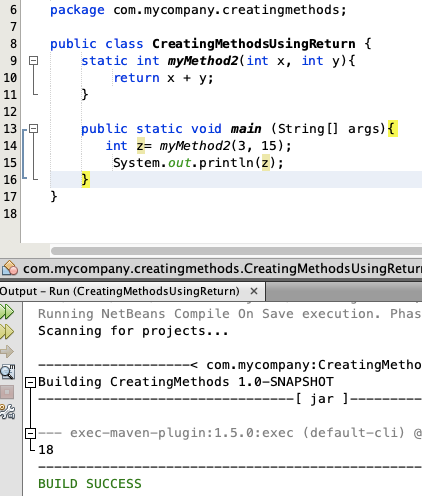 6 package com.mycompany.creatingmethods;
7
8 public class CreatingMethodsUsingReturn {
9 static int myMethod2(int x, int y){
10 return x + y;
11 }
12
13 public static void main (String[] args){
14 int z= myMethod2(3, 15);
15 System.out.println(z);
16 }
17 }
18
com.mycompany.creatingmethods.CreatingMethodsUsingReturn
Output – Run (CreatingMethodsUsingReturn) ×
Running NetBeans Compile On Save execution. Phas
Scanning for projects...
-------------------< com.mycompany:CreatingMetho
Building CreatingMethods 1.0-SNAPSHOT
--------------------------------[ jar ]---------
--- exec-maven-plugin:1.5.0:exec (default-cli) @
18
------------------------------------------------
BUILD SUCCESS